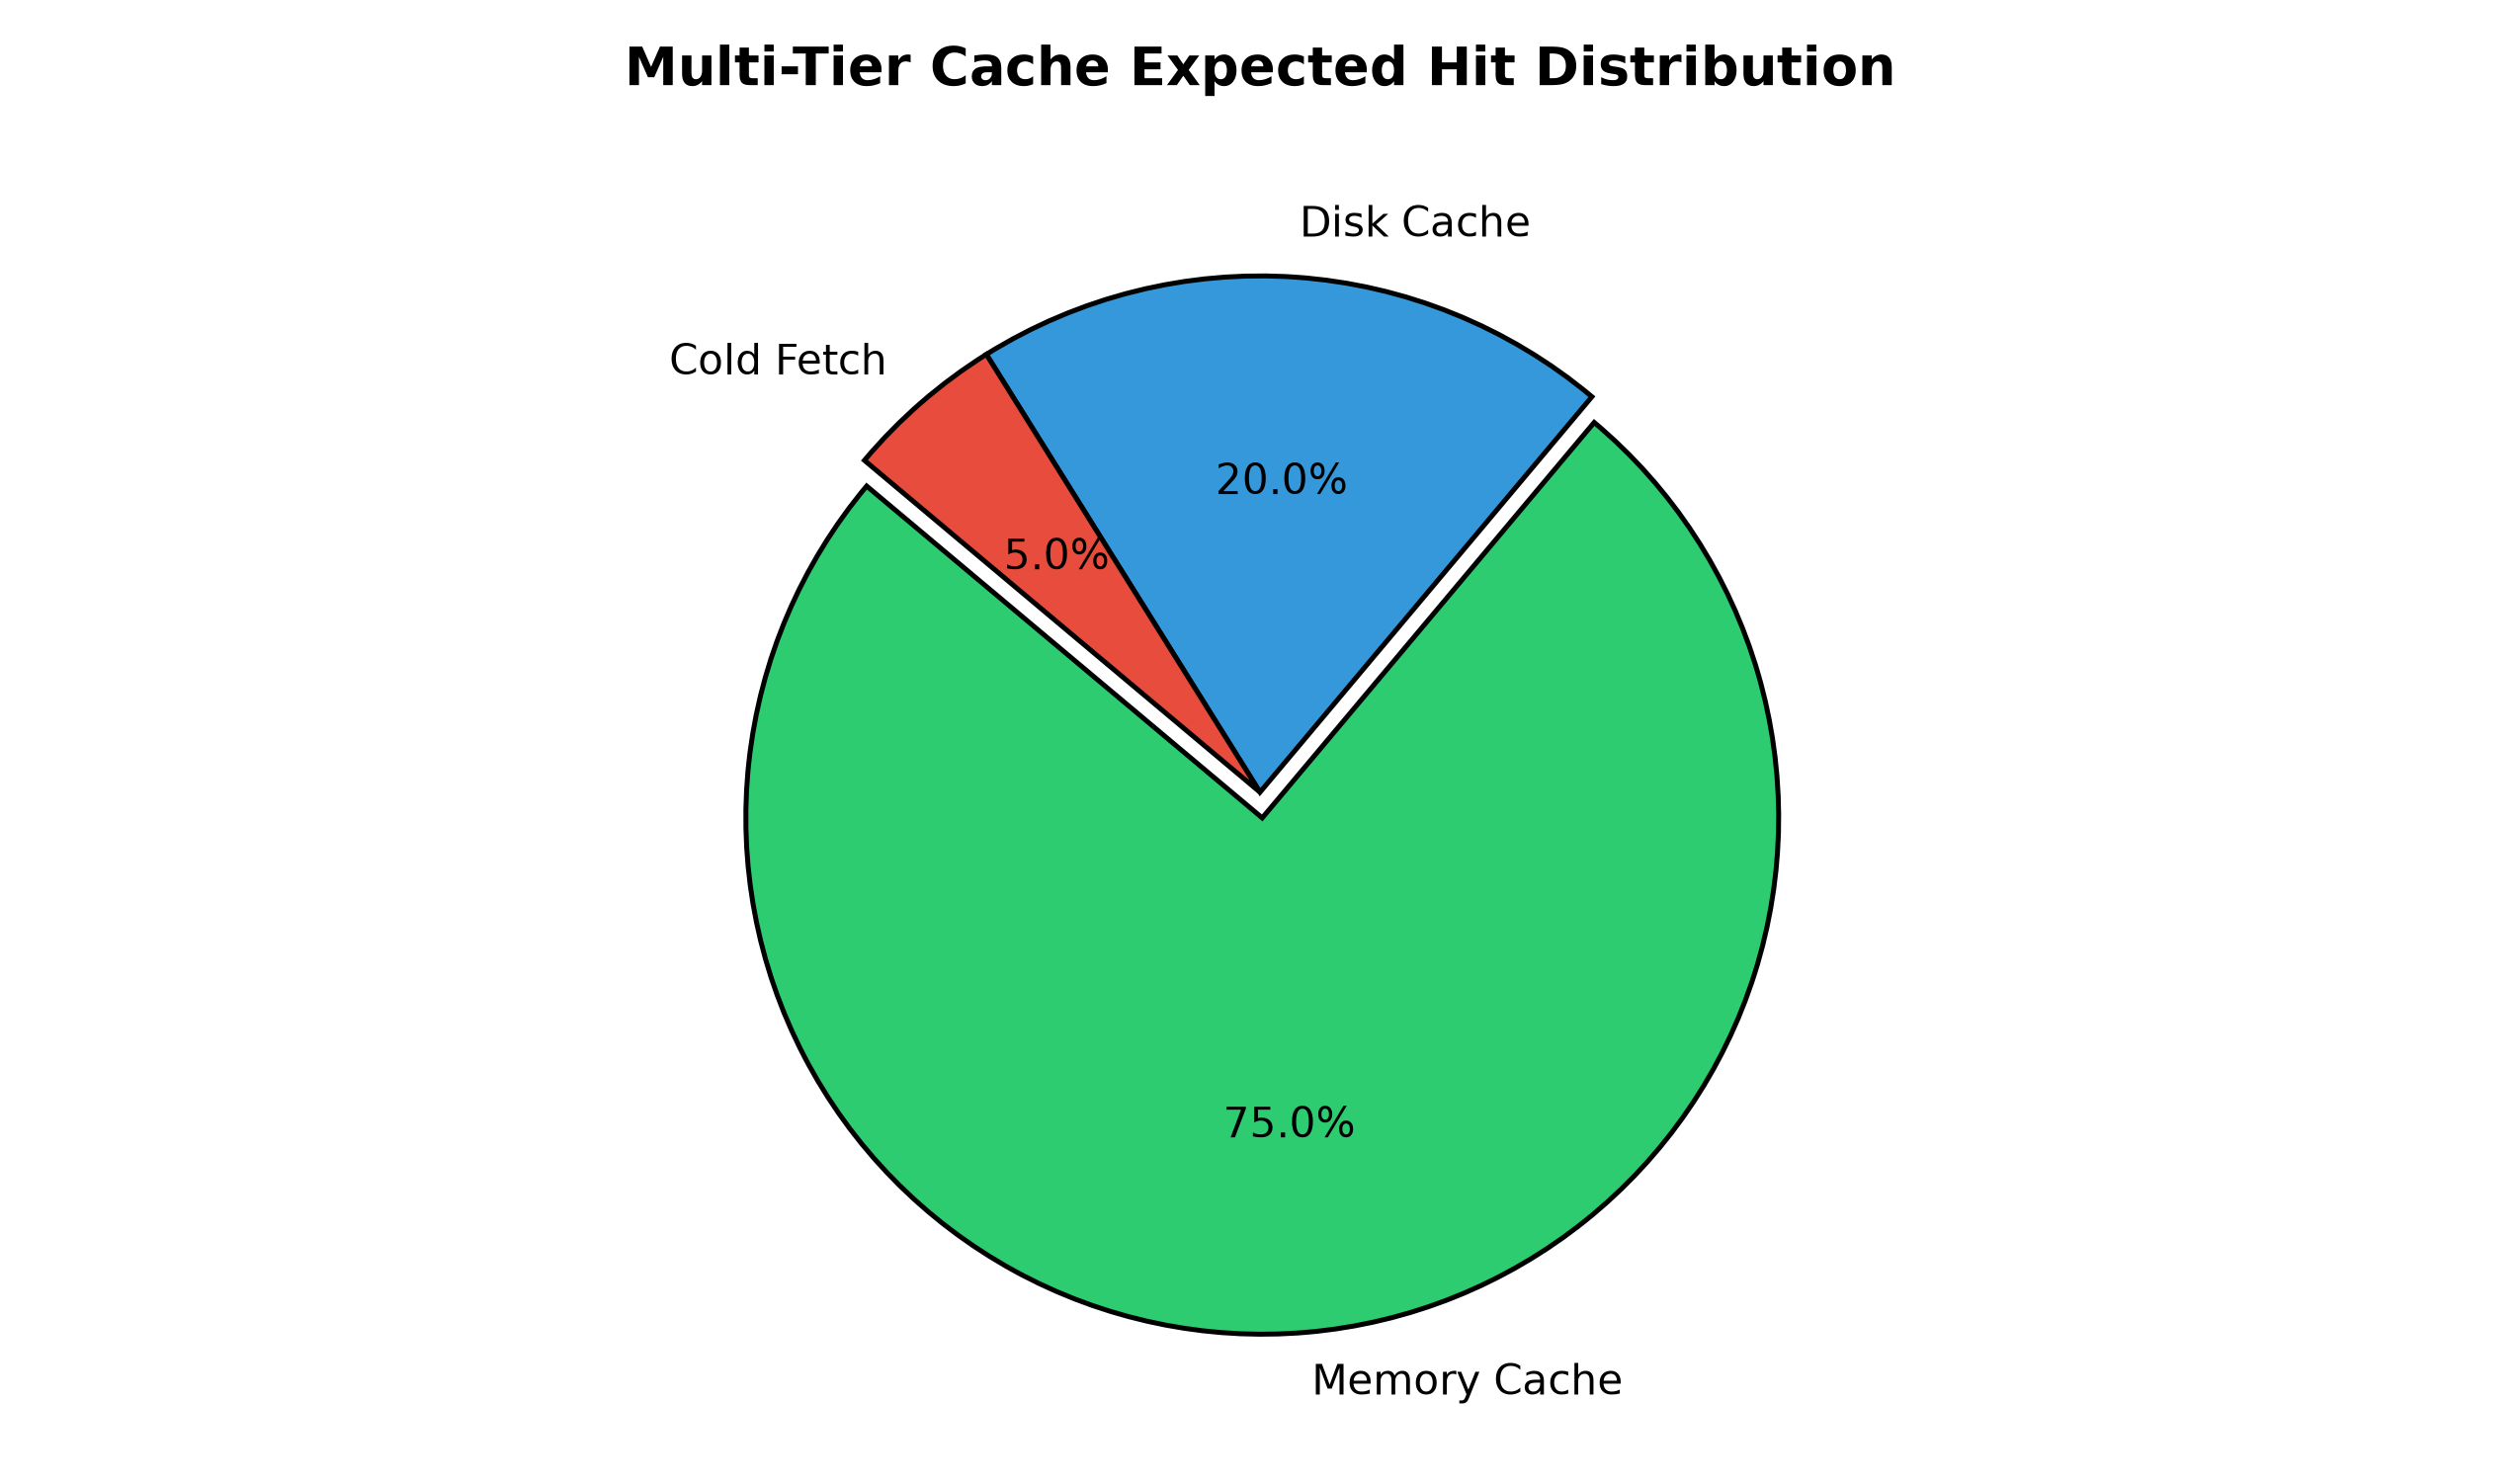 Multi-Tier Cache Expected Hit Distribution
Disk Cache
Cold Fetch
20.0%
5.0%
75.0%
Memory Cache